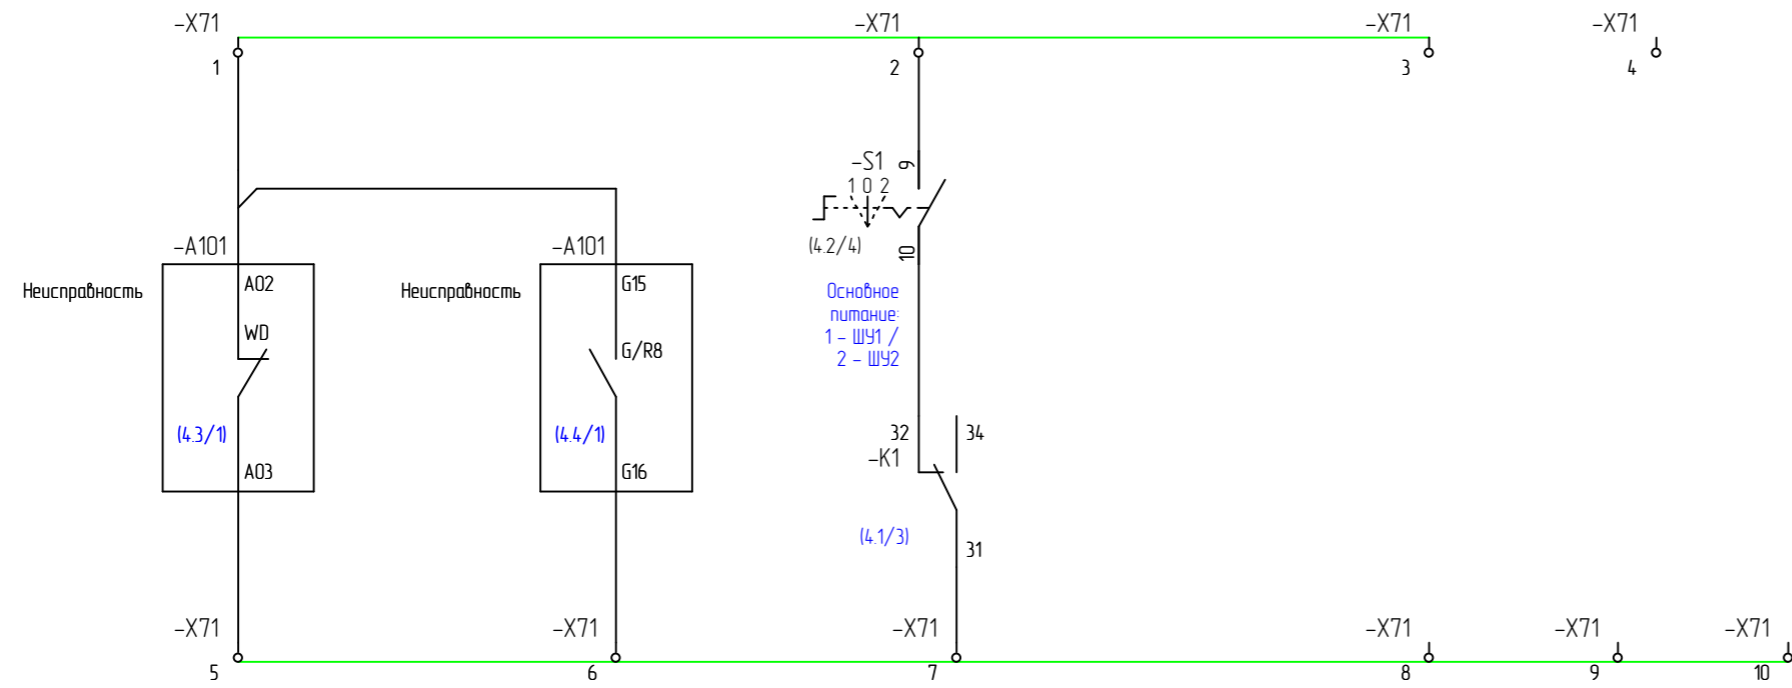 -X71
-X71
-X71
-X71
1
2
3
4
-S1
9
1 0 2
(4.2/4)
10
-A101
-A101
Неисправность
A02
WD
(4.3/1)
A03
Неисправность
G15
G/R8
(4.4/1)
G16
Основное
питание:
1 - ШУ1 /
2 - ШУ2
32
34
-K1
(4.1/3)
31
-X71
-X71
-X71
-X71
-X71
-X71
5
6
7
8
9
10